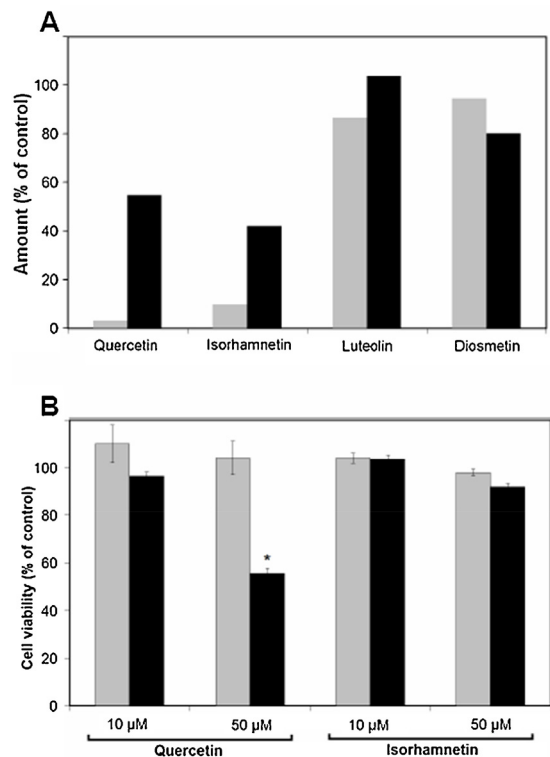 A
Amount (% of control)
100
80
60
40
20
0
Quercetin Isorhamnetin Luteolin Diosmetin
B
Cell viability (% of control)
100
80
60
40
20
0
*
10 µM 50 µM 10 µM 50 µM
Quercetin Isorhamnetin